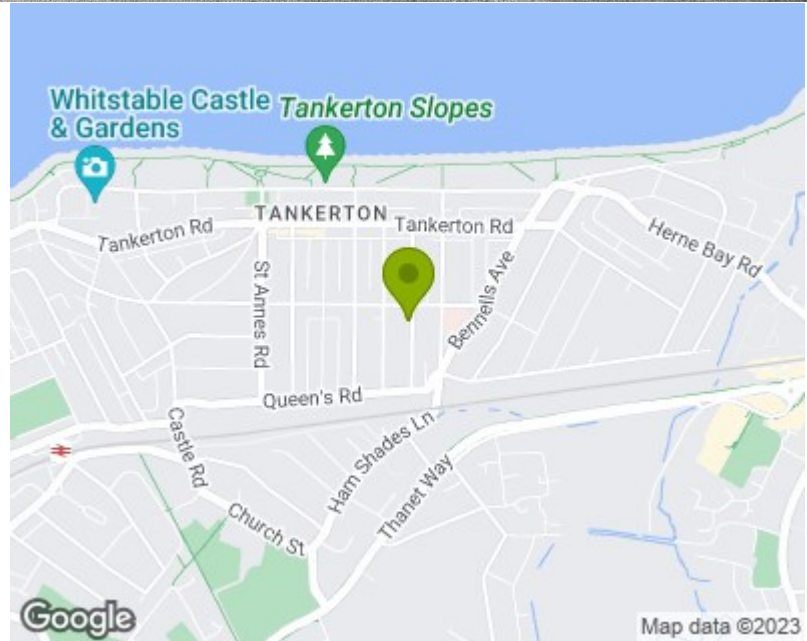 Whitstable Castle
& Gardens
Tankerton Slopes
TANKERTON
Tankerton Rd
Tankerton Rd
Herne Bay Rd
St Annes Rd
Bennells Ave
Queen's Rd
Castle Rd
Ham Shades Ln
Thanet Way
Church St
Google
Map data ©2023